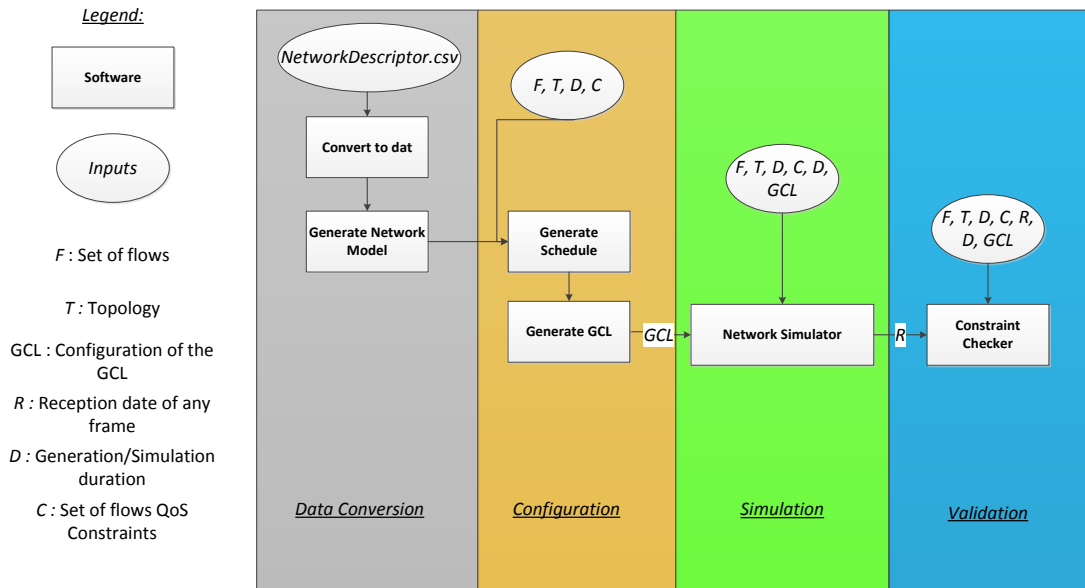 Legend:
Software
Inputs
F : Set of flows
T : Topology
GCL : Configuration of the
GCL
R : Reception date of any
frame
D : Generation/Simulation
duration
C : Set of flows QoS
Constraints
NetworkDescriptor.csv
Convert to dat
Generate Network
Model
Data Conversion
F, T, D, C
Generate
Schedule
Generate GCL
GCL
Configuration
F, T, D, C, D,
GCL
Network Simulator
R
Simulation
F, T, D, C, R,
D, GCL
Constraint
Checker
Validation